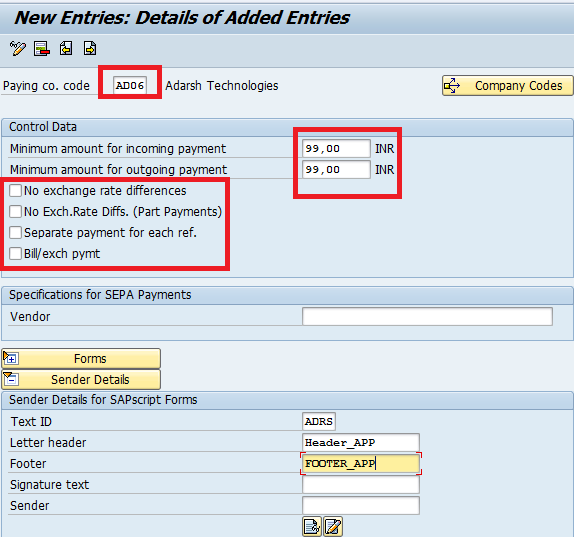 New Entries: Details of Added Entries
Paying co. code AD06 Adarsh Technologies Company Codes
Control Data
Minimum amount for incoming payment 99,00 INR
Minimum amount for outgoing payment 99,00 INR
No exchange rate differences
No Exch.Rate Diffs. (Part Payments)
Separate payment for each ref.
Bill/exch pymt
Specifications for SEPA Payments
Vendor
Forms
Sender Details
Sender Details for SAPscript Forms
Text ID ADRS
Letter header Header_APP
Footer FOOTER_APP
Signature text
Sender